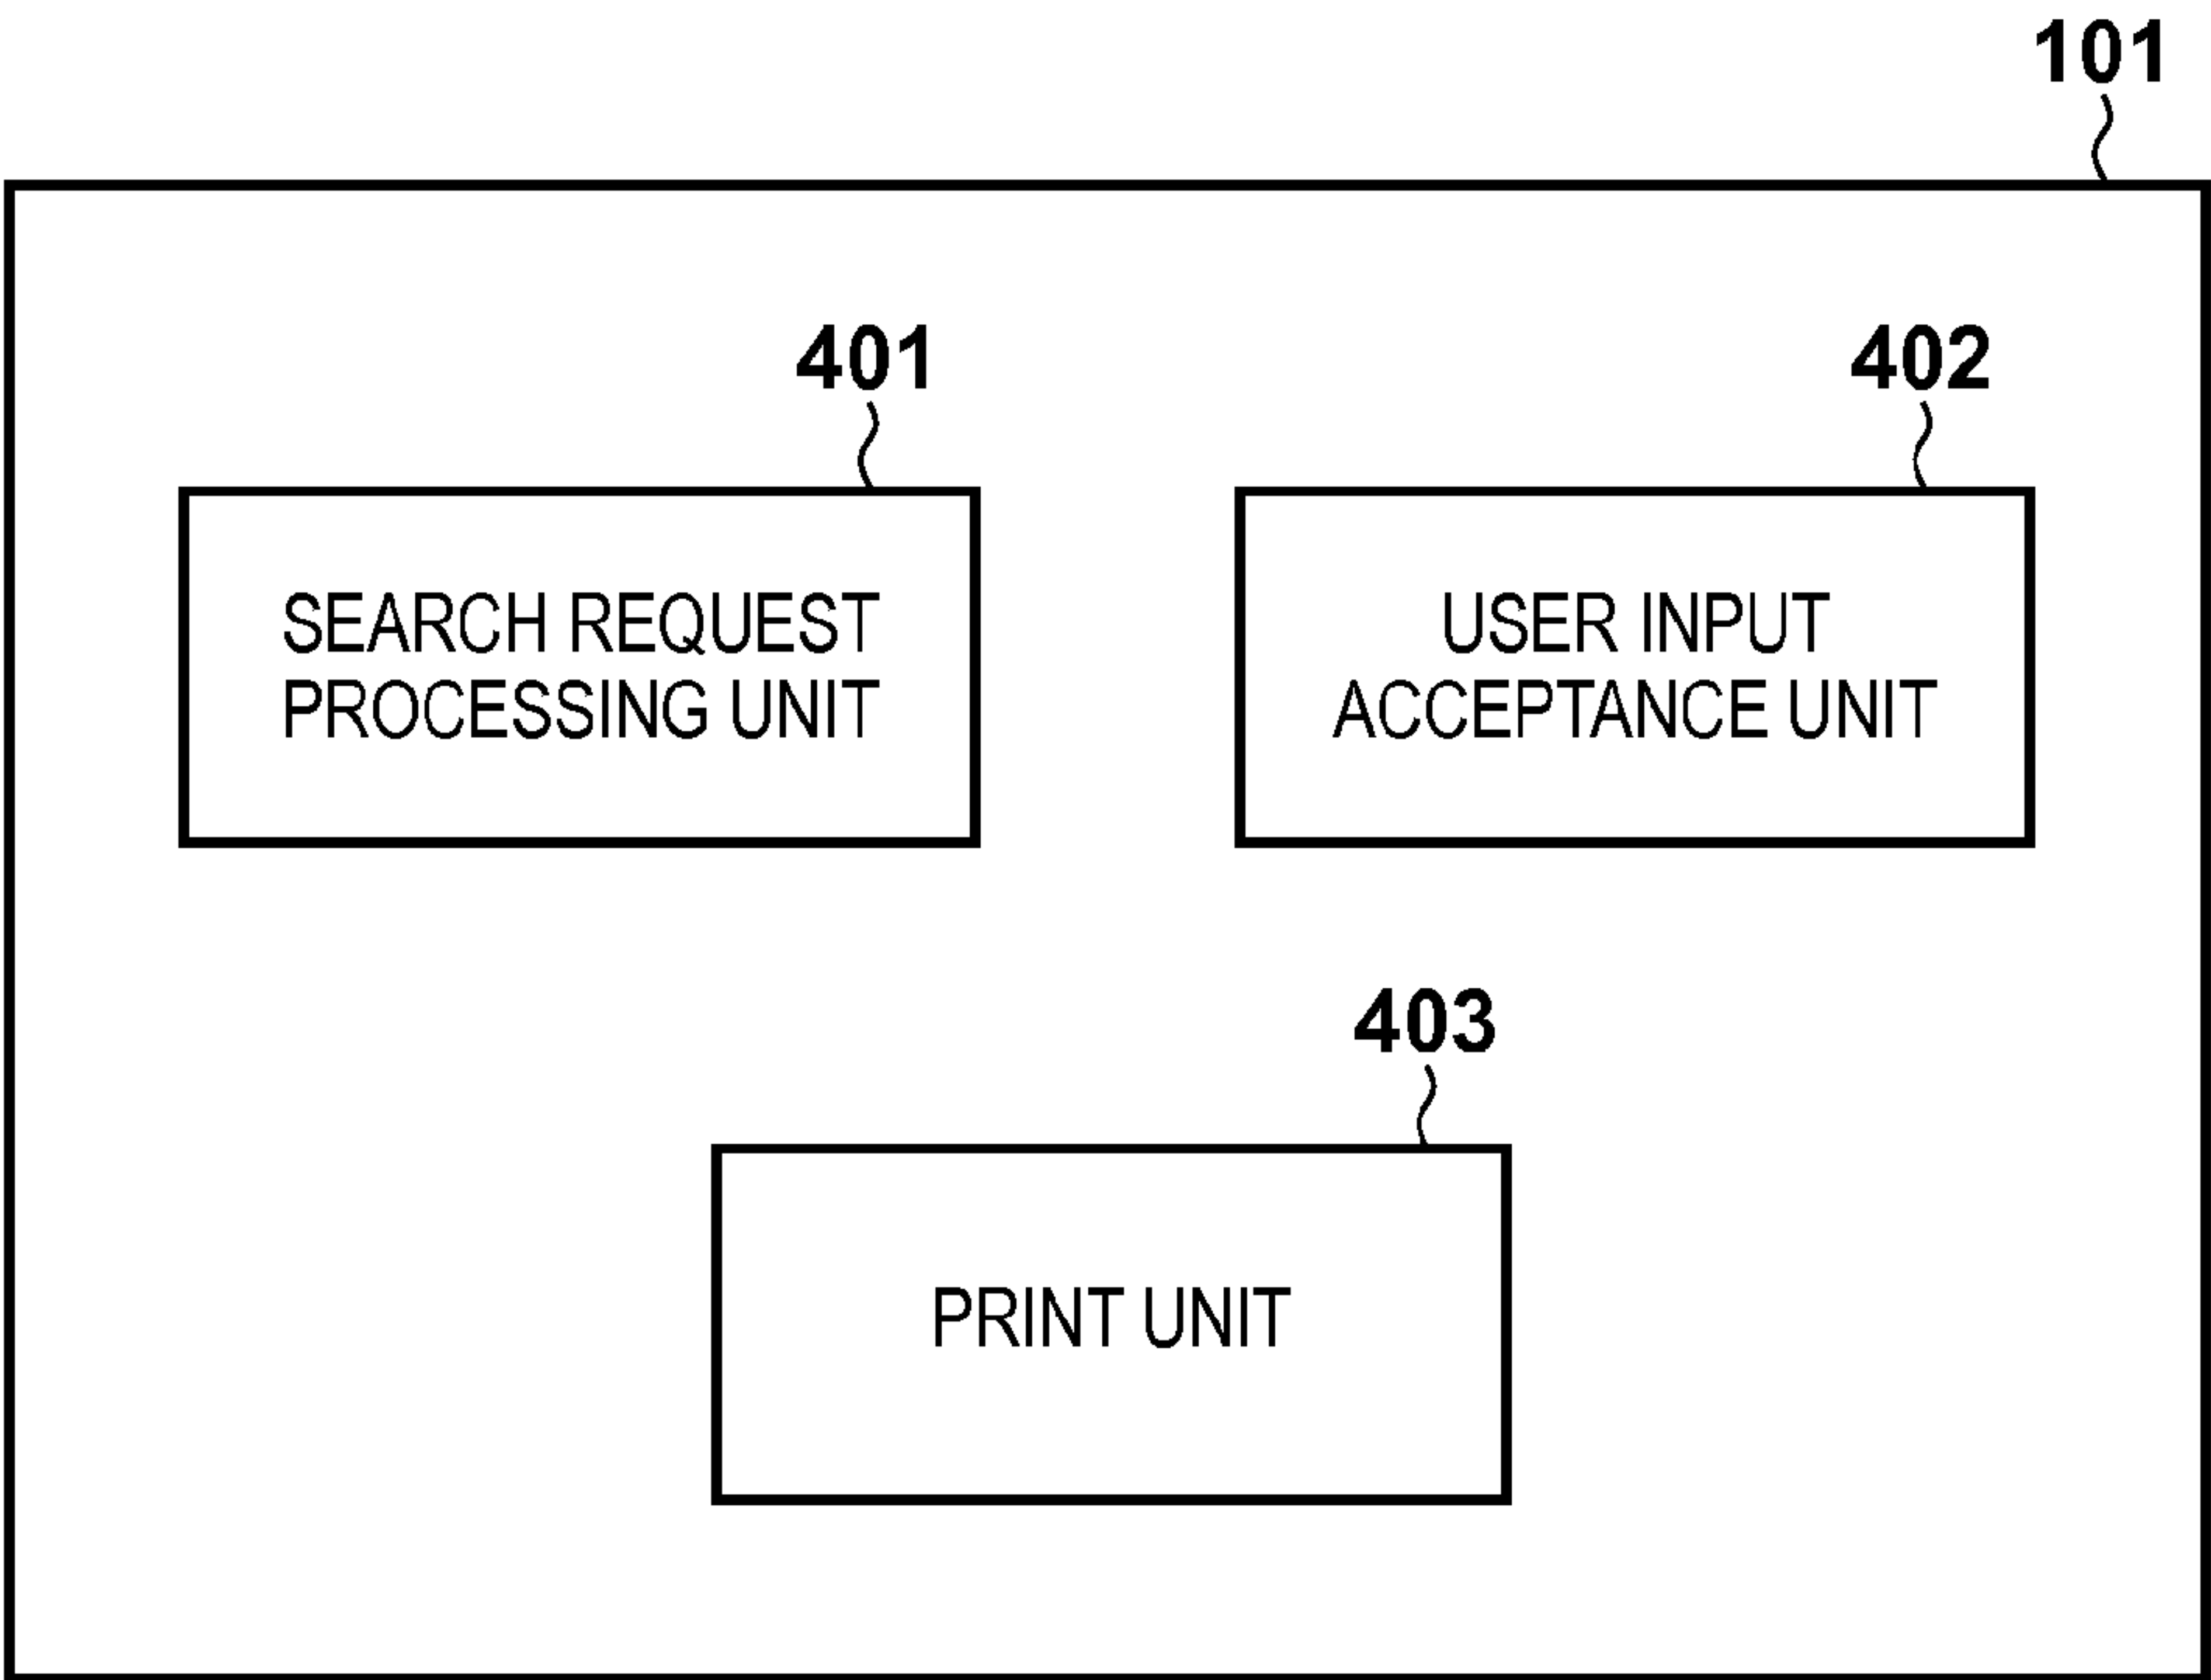 101
401
402
SEARCH REQUEST
PROCESSING UNIT
USER INPUT
ACCEPTANCE UNIT
403
PRINT UNIT